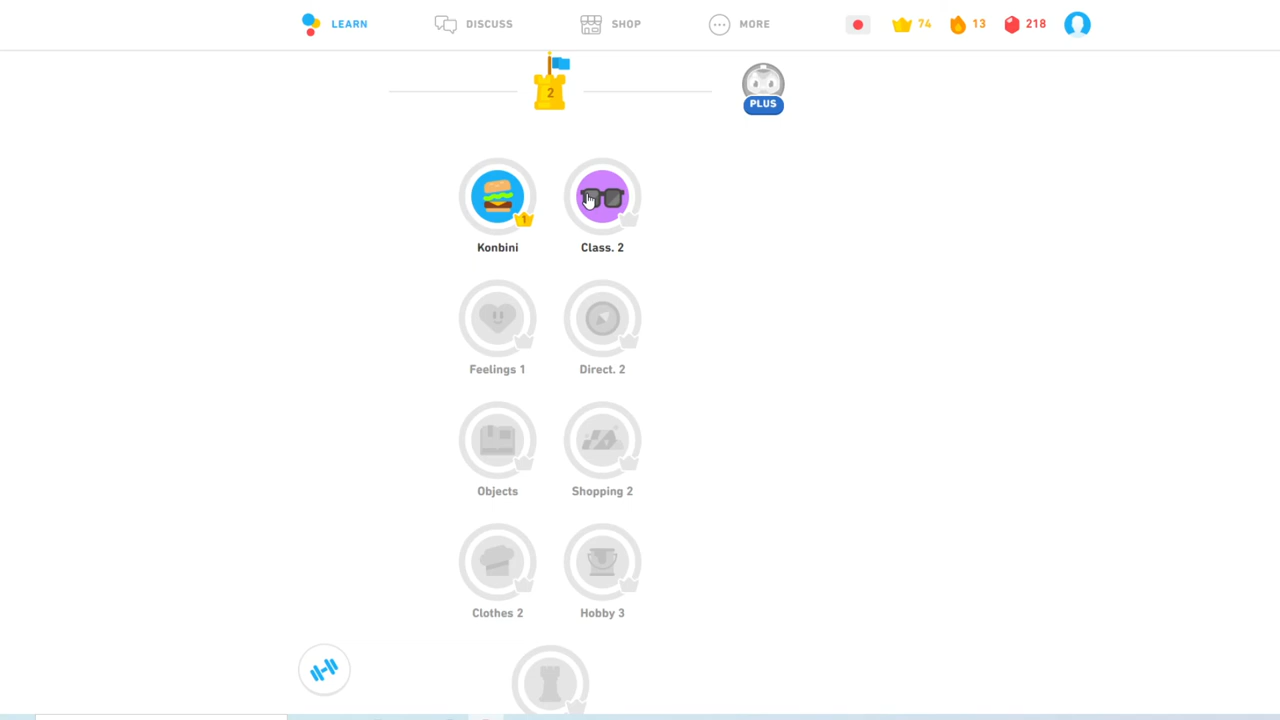 LEARN DISCUSS SHOP MORE 74 13 218
2
PLUS
1
Konbini Class. 2
Feelings 1 Direct. 2
Objects Shopping 2
Clothes 2 Hobby 3